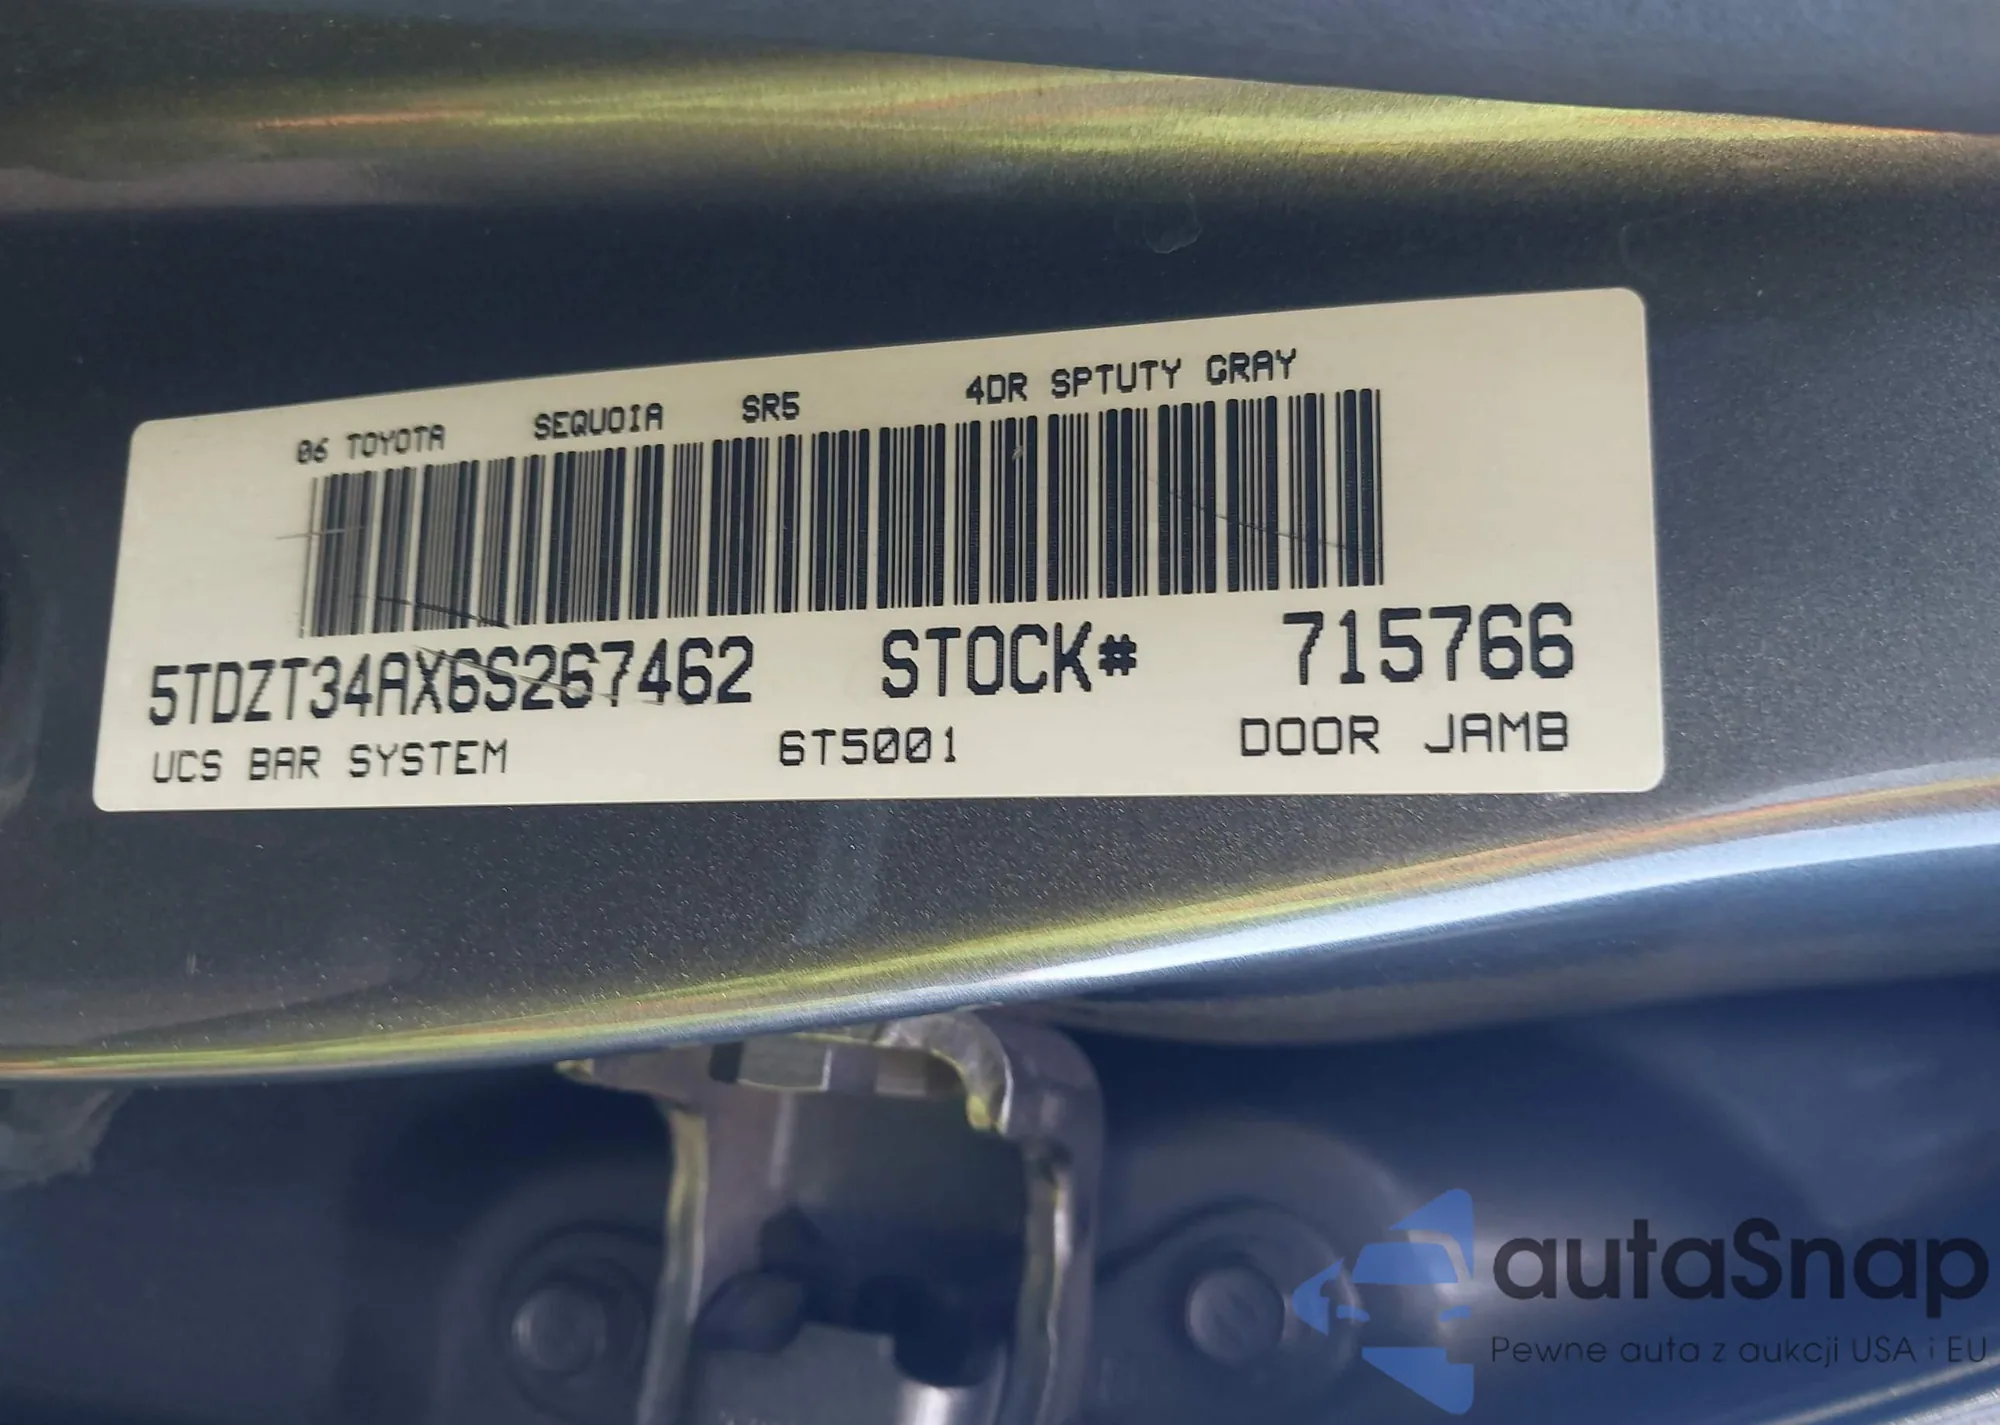 06 TOYOTA SEQUOIA SR5 4DR SPTUTY GRAY
5TDZT34AX6S267462 STOCK# 715766
UCS BAR SYSTEM 6T5001 DOOR JAMB
autaSnap
Pewne auta z aukcji USA i EU